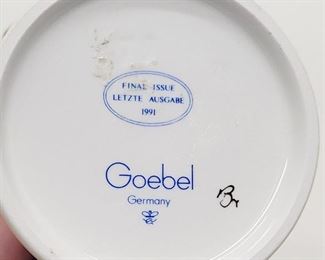 FINAL ISSUE
LETZTE AUSGABE
1991
Goebel
Germany